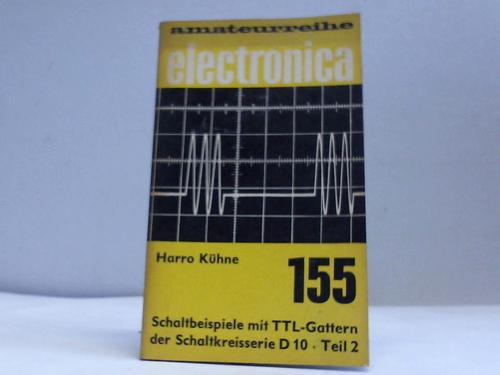 amateurreihe
electronica
Harro Kühne
155
Schaltbeispiele mit TTL-Gattern
der Schaltkreisserie D 10 · Teil 2